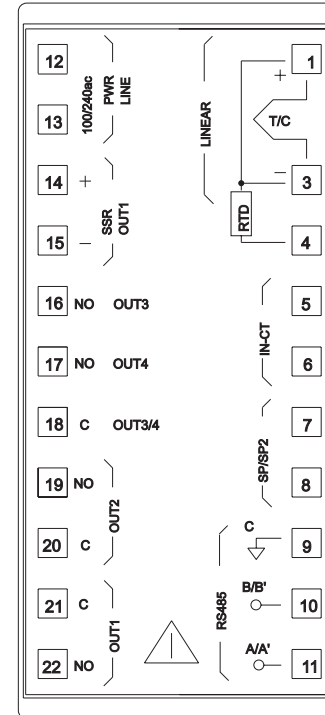 12
13
100/240ac
PWR
LINE
14 +
15 −
SSR
OUT1
16 NO OUT3
17 NO OUT4
18 C OUT3/4
19 NO
20 C
OUT2
21 C
22 NO
OUT1
LINEAR
1
+
T/C
−
3
RTD
4
5
6
IN-CT
7
8
SP/SP2
C
9
B/B'
10
A/A'
11
RS485